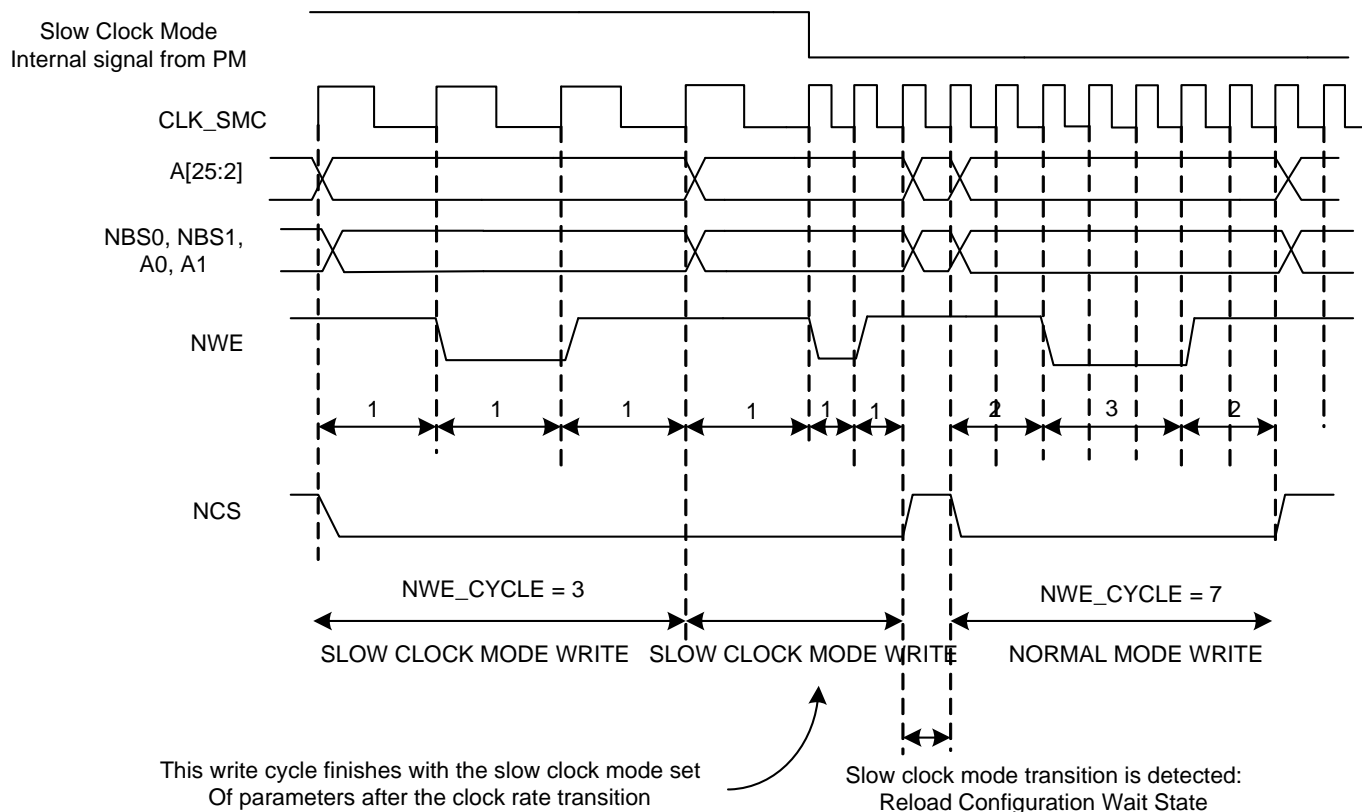 Slow Clock Mode
Internal signal from PM
CLK_SMC
A[25:2]
NBS0, NBS1,
A0, A1
NWE
1 1 1 1 1 1 2 3 2
NCS
NWE_CYCLE = 3 NWE_CYCLE = 7
SLOW CLOCK MODE WRITE SLOW CLOCK MODE WRITE NORMAL MODE WRITE
This write cycle finishes with the slow clock mode set
Of parameters after the clock rate transition
Slow clock mode transition is detected:
Reload Configuration Wait State